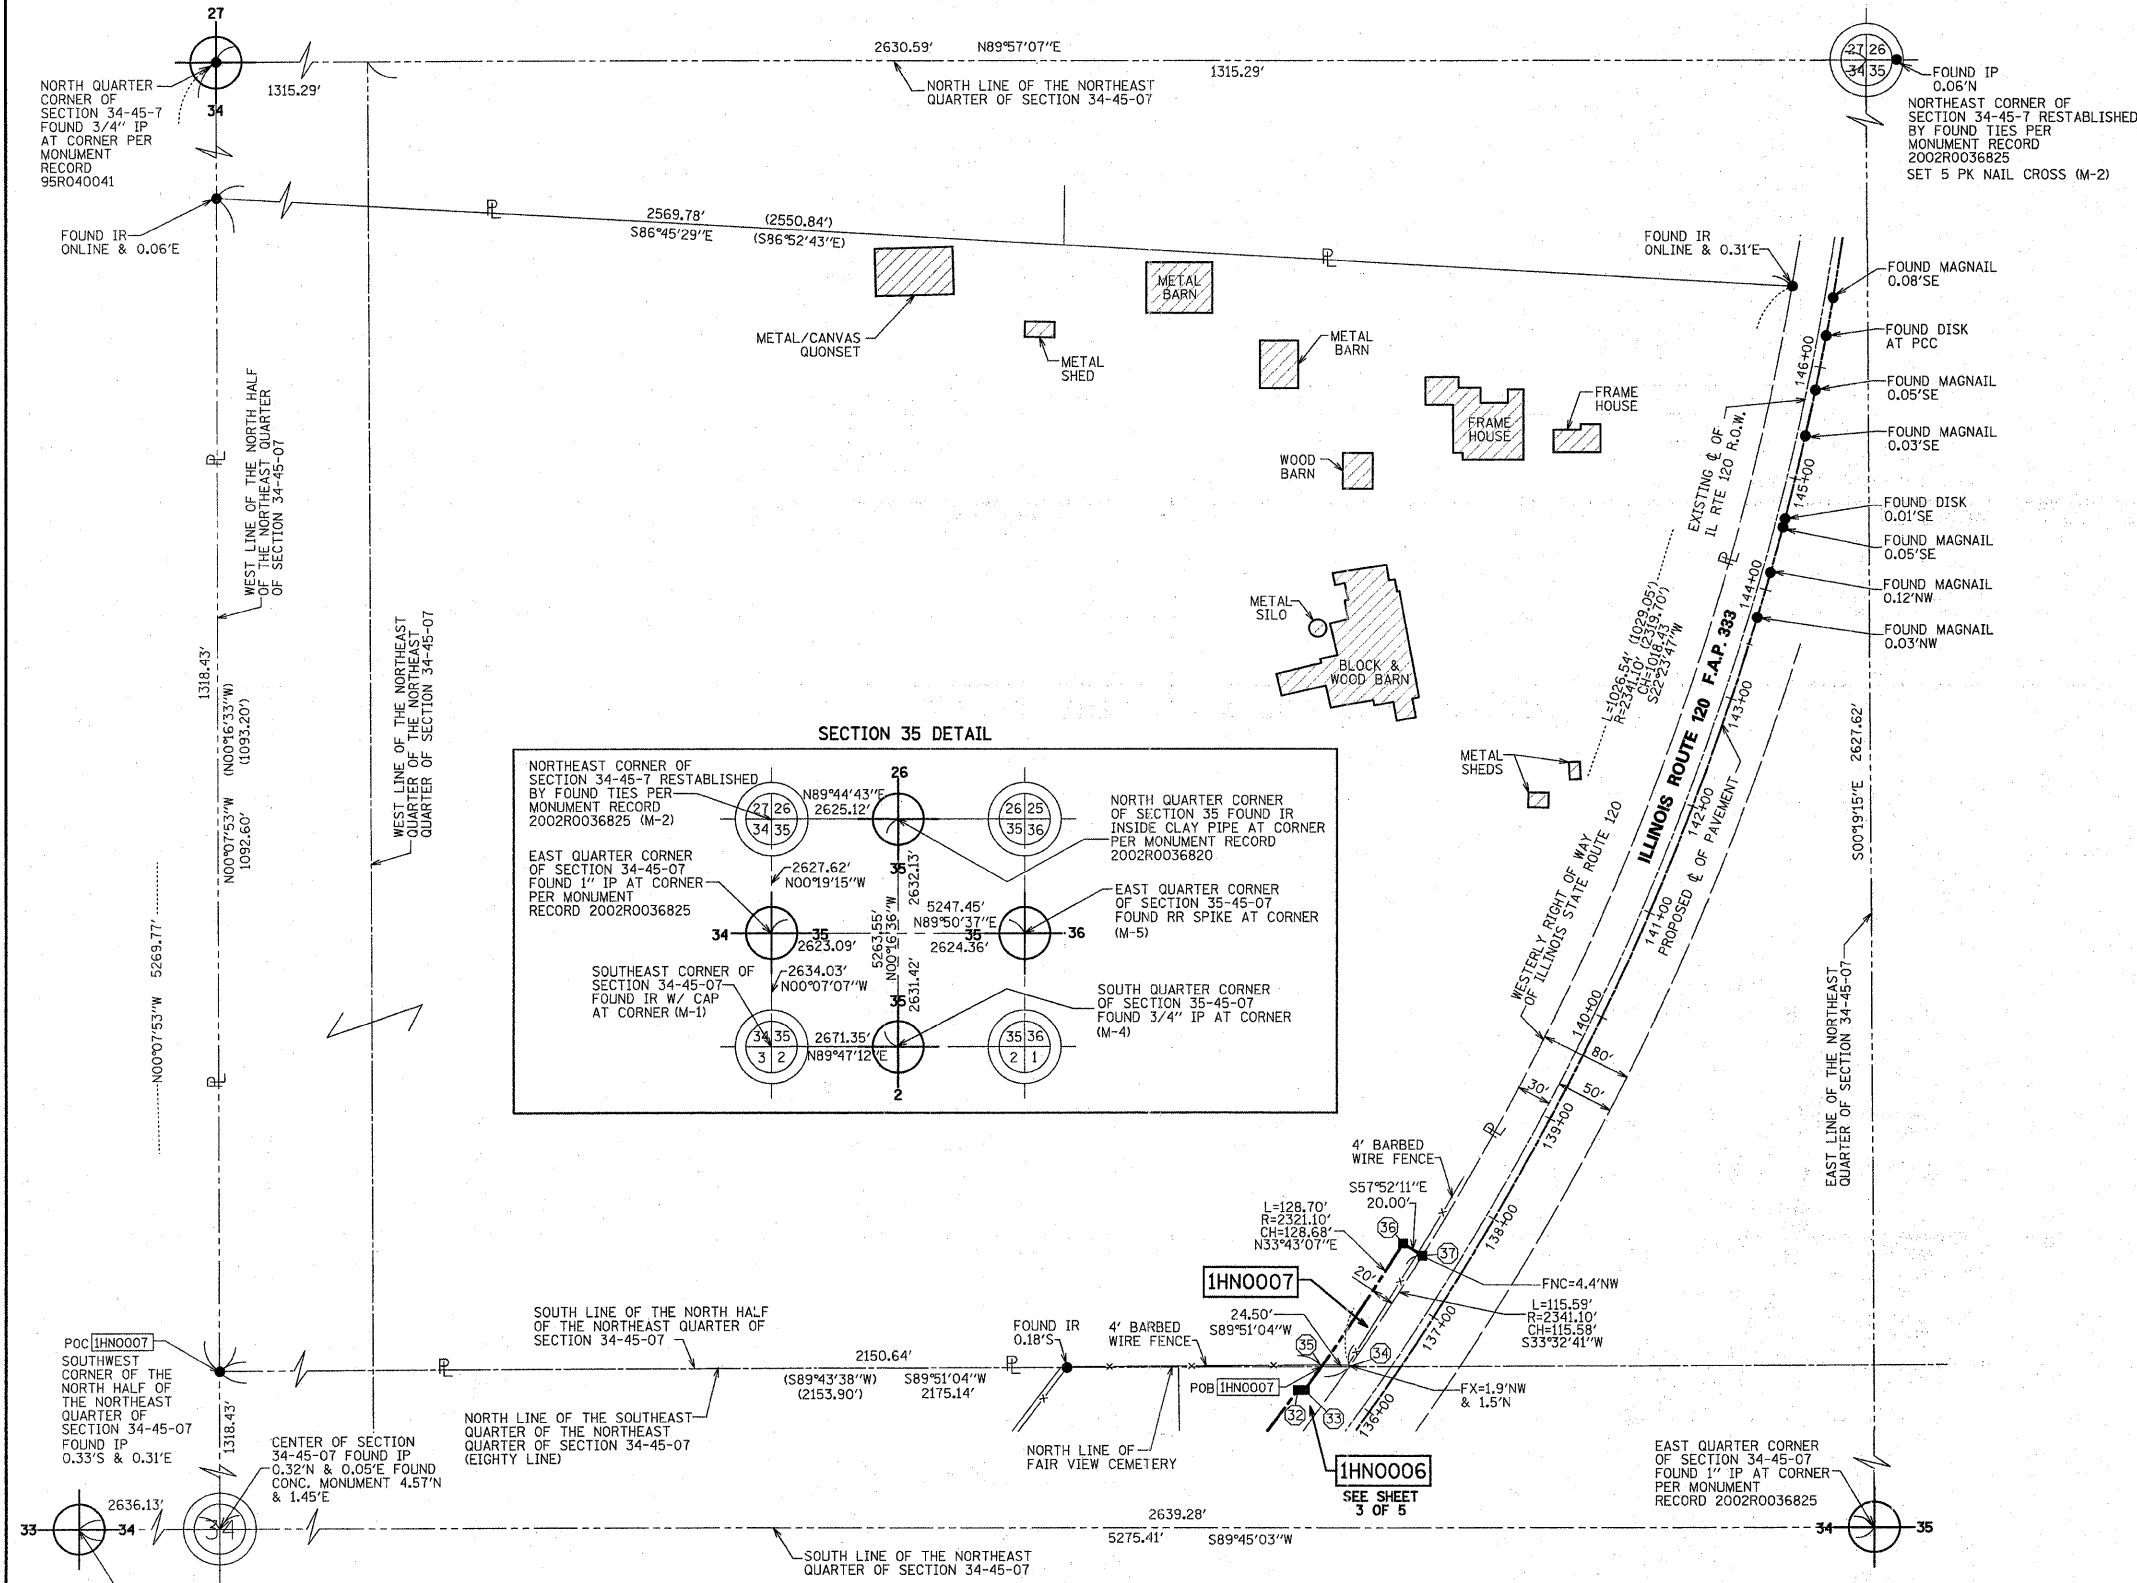 27
2630.59' N89°57'07"E
1315.29'
1315.29'
NORTH LINE OF THE NORTHEAST
QUARTER OF SECTION 34-45-07
27 26
34 35
FOUND IP
0.06'N
NORTHEAST CORNER OF
SECTION 34-45-7 RESTABLISHED
BY FOUND TIES PER
MONUMENT RECORD
2002R0036825
SET 5 PK NAIL CROSS (M-2)
NORTH QUARTER
CORNER OF
SECTION 34-45-7
FOUND 3/4" IP
AT CORNER PER
MONUMENT
RECORD
95R040041
34
FOUND IR
ONLINE & 0.06'E
PL
2569.78' (2550.84')
S86°45'29"E (S86°52'43"E)
PL
FOUND IR
ONLINE & 0.31'E
METAL/CANVAS
QUONSET
METAL
SHED
METAL
BARN
METAL
BARN
FRAME
HOUSE
FRAME
HOUSE
WOOD
BARN
METAL
SILO
BLOCK &
WOOD BARN
METAL
SHEDS
FOUND MAGNAIL
0.08'SE
FOUND DISK
AT PCC
FOUND MAGNAIL
0.05'SE
FOUND MAGNAIL
0.03'SE
FOUND DISK
0.01'SE
FOUND MAGNAIL
0.05'SE
FOUND MAGNAIL
0.12'NW
FOUND MAGNAIL
0.03'NW
146+00
145+00
144+00
143+00
142+00
141+00
140+00
139+00
138+00
137+00
136+00
EXISTING CL OF
IL RTE 120 R.O.W.
PL
L=1026.54' (1029.05')
R=2341.10' (2319.70')
CH=1018.43'
S22°23'47"W
ILLINOIS ROUTE 120 F.A.P. 333
PROPOSED CL OF PAVEMENT
WESTERLY RIGHT OF WAY
OF ILLINOIS STATE ROUTE 120
80'
30'
50'
PL
S00°19'15"E 2627.62'
EAST LINE OF THE NORTHEAST
QUARTER OF SECTION 34-45-07
PL
WEST LINE OF THE NORTH HALF
OF THE NORTHEAST QUARTER
OF SECTION 34-45-07
1318.43'
N00°07'53"W (N00°16'33"W)
1092.60' (1093.20')
WEST LINE OF THE NORTHEAST
QUARTER OF THE NORTHEAST
QUARTER OF SECTION 34-45-07
N00°07'53"W 5269.77'
PL
SECTION 35 DETAIL
NORTHEAST CORNER OF
SECTION 34-45-7 RESTABLISHED
BY FOUND TIES PER
MONUMENT RECORD
2002R0036825 (M-2)
27 26
34 35
N89°44'43"E
2625.12'
26
35
26 25
35 36
NORTH QUARTER CORNER
OF SECTION 35 FOUND IR
INSIDE CLAY PIPE AT CORNER
PER MONUMENT RECORD
2002R0036820
EAST QUARTER CORNER
OF SECTION 34-45-07
FOUND 1" IP AT CORNER
PER MONUMENT
RECORD 2002R0036825
2627.62'
N00°19'15"W
2632.13'
5263.55'
N00°16'36"W
2631.42'
34
35
2623.09'
5247.45'
N89°50'37"E
35
2624.36'
36
EAST QUARTER CORNER
OF SECTION 35-45-07
FOUND RR SPIKE AT CORNER
(M-5)
SOUTHEAST CORNER OF
SECTION 34-45-07
FOUND IR W/ CAP
AT CORNER (M-1)
2634.03'
N00°07'07"W
34 35
3 2
2671.35'
N89°47'12"E
35
2
35 36
2 1
SOUTH QUARTER CORNER
OF SECTION 35-45-07
FOUND 3/4" IP AT CORNER
(M-4)
4' BARBED
WIRE FENCE
S57°52'11"E
20.00'
L=128.70'
R=2321.10'
CH=128.68'
N33°43'07"E
36
37
20'
1HN0007
24.50'
S89°51'04"W
FNC=4.4'NW
L=115.59'
R=2341.10'
CH=115.58'
S33°32'41"W
35
34
POB 1HN0007
FX=1.9'NW
& 1.5'N
32
33
1HN0006
SEE SHEET
3 OF 5
POC 1HN0007
SOUTHWEST
CORNER OF THE
NORTH HALF OF
THE NORTHEAST
QUARTER OF
SECTION 34-45-07
FOUND IP
0.33'S & 0.31'E
1318.43'
PL
SOUTH LINE OF THE NORTH HALF
OF THE NORTHEAST QUARTER OF
SECTION 34-45-07
2150.64'
(S89°43'38"W) S89°51'04"W
(2153.90') 2175.14'
PL
FOUND IR
0.18'S
4' BARBED
WIRE FENCE
NORTH LINE OF THE SOUTHEAST
QUARTER OF THE NORTHEAST
QUARTER OF SECTION 34-45-07
(EIGHTY LINE)
NORTH LINE OF
FAIR VIEW CEMETERY
CENTER OF SECTION
34-45-07 FOUND IP
0.32'N & 0.05'E FOUND
CONC. MONUMENT 4.57'N
& 1.45'E
EAST QUARTER CORNER
OF SECTION 34-45-07
FOUND 1" IP AT CORNER
PER MONUMENT
RECORD 2002R0036825
33
34
2636.13'
34
2639.28'
5275.41' S89°45'03"W
SOUTH LINE OF THE NORTHEAST
QUARTER OF SECTION 34-45-07
34
35